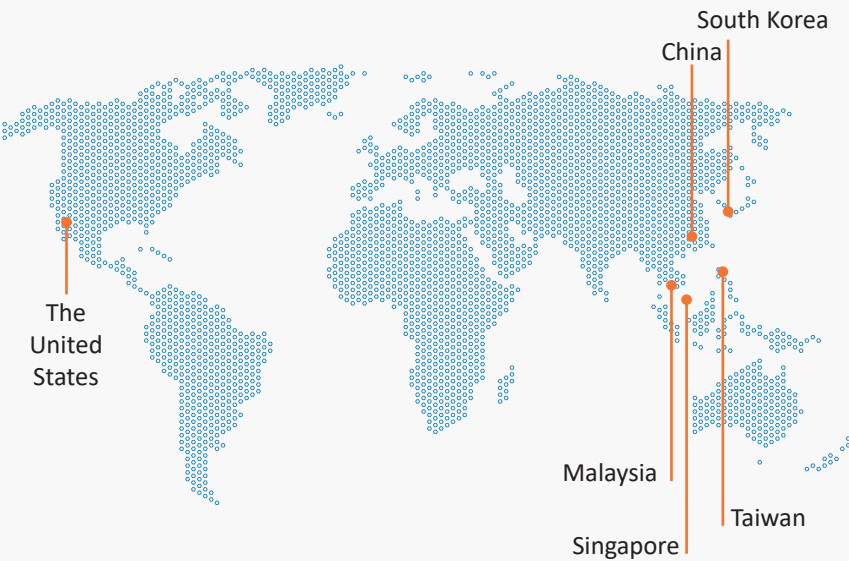 South Korea
China
The
United
States
Malaysia
Taiwan
Singapore